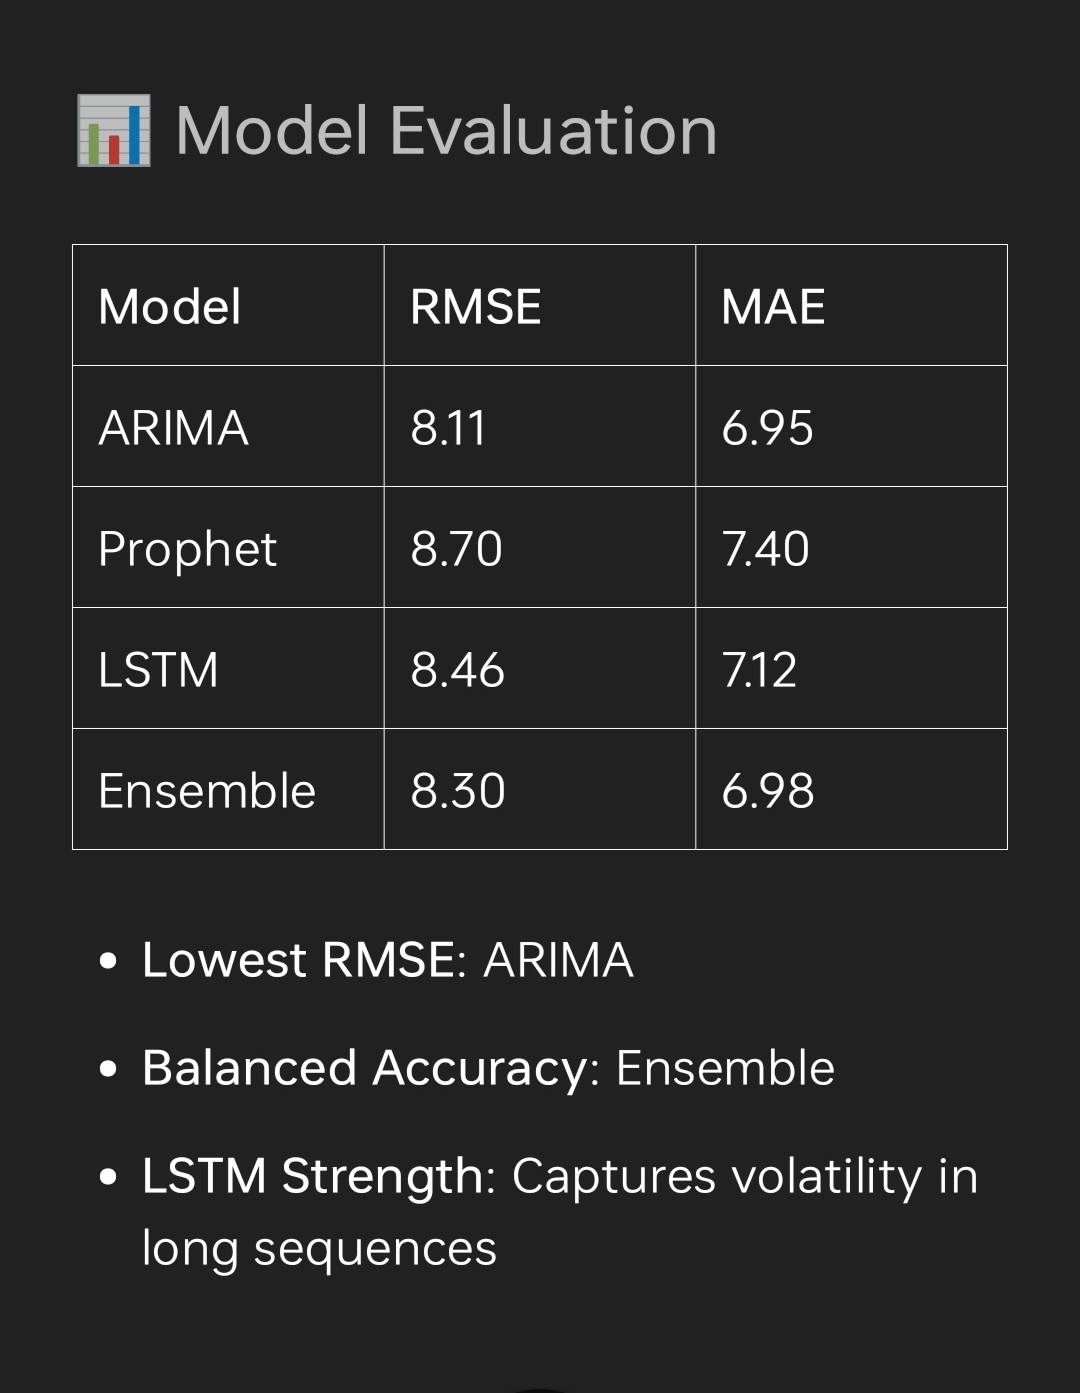 Model Evaluation
Model RMSE MAE
ARIMA 8.11 6.95
Prophet 8.70 7.40
LSTM 8.46 7.12
Ensemble 8.30 6.98
Lowest RMSE: ARIMA
Balanced Accuracy: Ensemble
LSTM Strength: Captures volatility in
long sequences